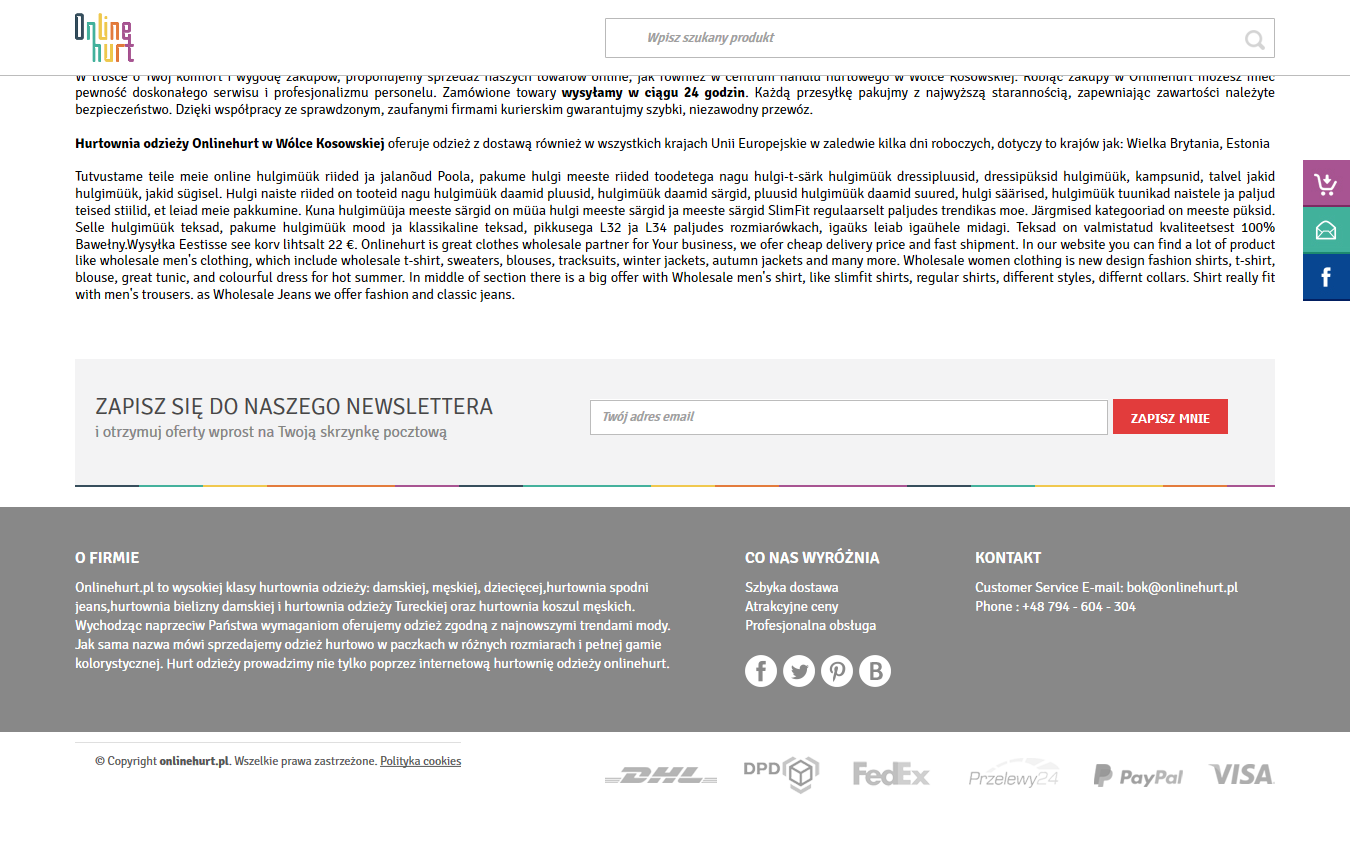 Online
hurt
Wpisz szukany produkt
W trosce o Twój komfort i wygodę zakupów, proponujemy sprzedaż naszych towarów online, jak również w centrum handlu hurtowego w Wólce Kosowskiej. Robiąc zakupy w Onlinehurt możesz mieć
pewność doskonałego serwisu i profesjonalizmu personelu. Zamówione towary wysyłamy w ciągu 24 godzin. Każdą przesyłkę pakujmy z najwyższą starannością, zapewniając zawartości należyte
bezpieczeństwo. Dzięki współpracy ze sprawdzonym, zaufanymi firmami kurierskim gwarantujmy szybki, niezawodny przewóz.
Hurtownia odzieży Onlinehurt w Wólce Kosowskiej oferuje odzież z dostawą również w wszystkich krajach Unii Europejskie w zaledwie kilka dni roboczych, dotyczy to krajów jak: Wielka Brytania, Estonia
Tutvustame teile meie online hulgimüük riided ja jalanõud Poola, pakume hulgi meeste riided toodetega nagu hulgi-t-särk hulgimüük dressipluusid, dressipüksid hulgimüük, kampsunid, talvel jakid
hulgimüük, jakid sügisel. Hulgi naiste riided on tooteid nagu hulgimüük daamid pluusid, hulgimüük daamid särgid, pluusid hulgimüük daamid suured, hulgi säärised, hulgimüük tuunikad naistele ja paljud
teised stiilid, et leiad meie pakkumine. Kuna hulgimüüja meeste särgid on müüa hulgi meeste särgid ja meeste särgid SlimFit regulaarselt paljudes trendikas moe. Järgmised kategooriad on meeste püksid.
Selle hulgimüük teksad, pakume hulgimüük mood ja klassikaline teksad, pikkusega L32 ja L34 paljudes rozmiarówkach, igaüks leiab igaühele midagi. Teksad on valmistatud kvaliteetsest 100%
Bawełny.Wysyłka Eestisse see korv lihtsalt 22 €. Onlinehurt is great clothes wholesale partner for Your business, we ofer cheap delivery price and fast shipment. In our website you can find a lot of product
like wholesale men's clothing, which include wholesale t-shirt, sweaters, blouses, tracksuits, winter jackets, autumn jackets and many more. Wholesale women clothing is new design fashion shirts, t-shirt,
blouse, great tunic, and colourful dress for hot summer. In middle of section there is a big offer with Wholesale men's shirt, like slimfit shirts, regular shirts, different styles, differnt collars. Shirt really fit
with men's trousers. as Wholesale Jeans we offer fashion and classic jeans.
ZAPISZ SIĘ DO NASZEGO NEWSLETTERA
i otrzymuj oferty wprost na Twoją skrzynkę pocztową
Twój adres email
ZAPISZ MNIE
O FIRMIE
Onlinehurt.pl to wysokiej klasy hurtownia odzieży: damskiej, męskiej, dziecięcej,hurtownia spodni
jeans,hurtownia bielizny damskiej i hurtownia odzieży Tureckiej oraz hurtownia koszul męskich.
Wychodząc naprzeciw Państwa wymaganiom oferujemy odzież zgodną z najnowszymi trendami mody.
Jak sama nazwa mówi sprzedajemy odzież hurtowo w paczkach w różnych rozmiarach i pełnej gamie
kolorystycznej. Hurt odzieży prowadzimy nie tylko poprzez internetową hurtownię odzieży onlinehurt.
CO NAS WYRÓŻNIA
Szbyka dostawa
Atrakcyjne ceny
Profesjonalna obsługa
KONTAKT
Customer Service E-mail: bok@onlinehurt.pl
Phone : +48 794 - 604 - 304
© Copyright onlinehurt.pl. Wszelkie prawa zastrzeżone. Polityka cookies
DHL
DPD
FedEx
Przelewy24
PayPal
VISA